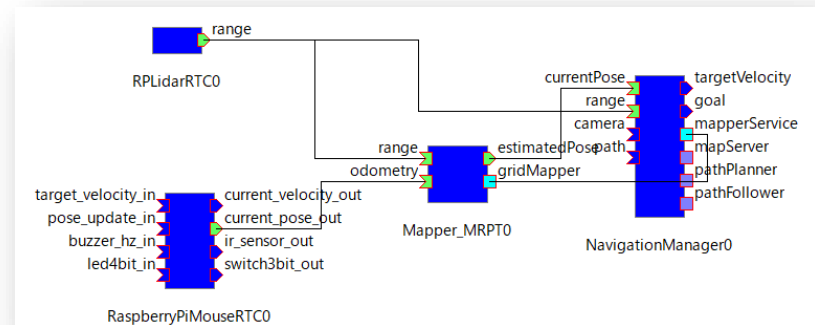 range
RPLidarRTC0
currentPose
range
camera
path
targetVelocity
goal
mapperService
mapServer
pathPlanner
pathFollower
NavigationManager0
range
odometry
estimatedPose
gridMapper
Mapper_MRPT0
target_velocity_in
pose_update_in
buzzer_hz_in
led4bit_in
current_velocity_out
current_pose_out
ir_sensor_out
switch3bit_out
RaspberryPiMouseRTC0